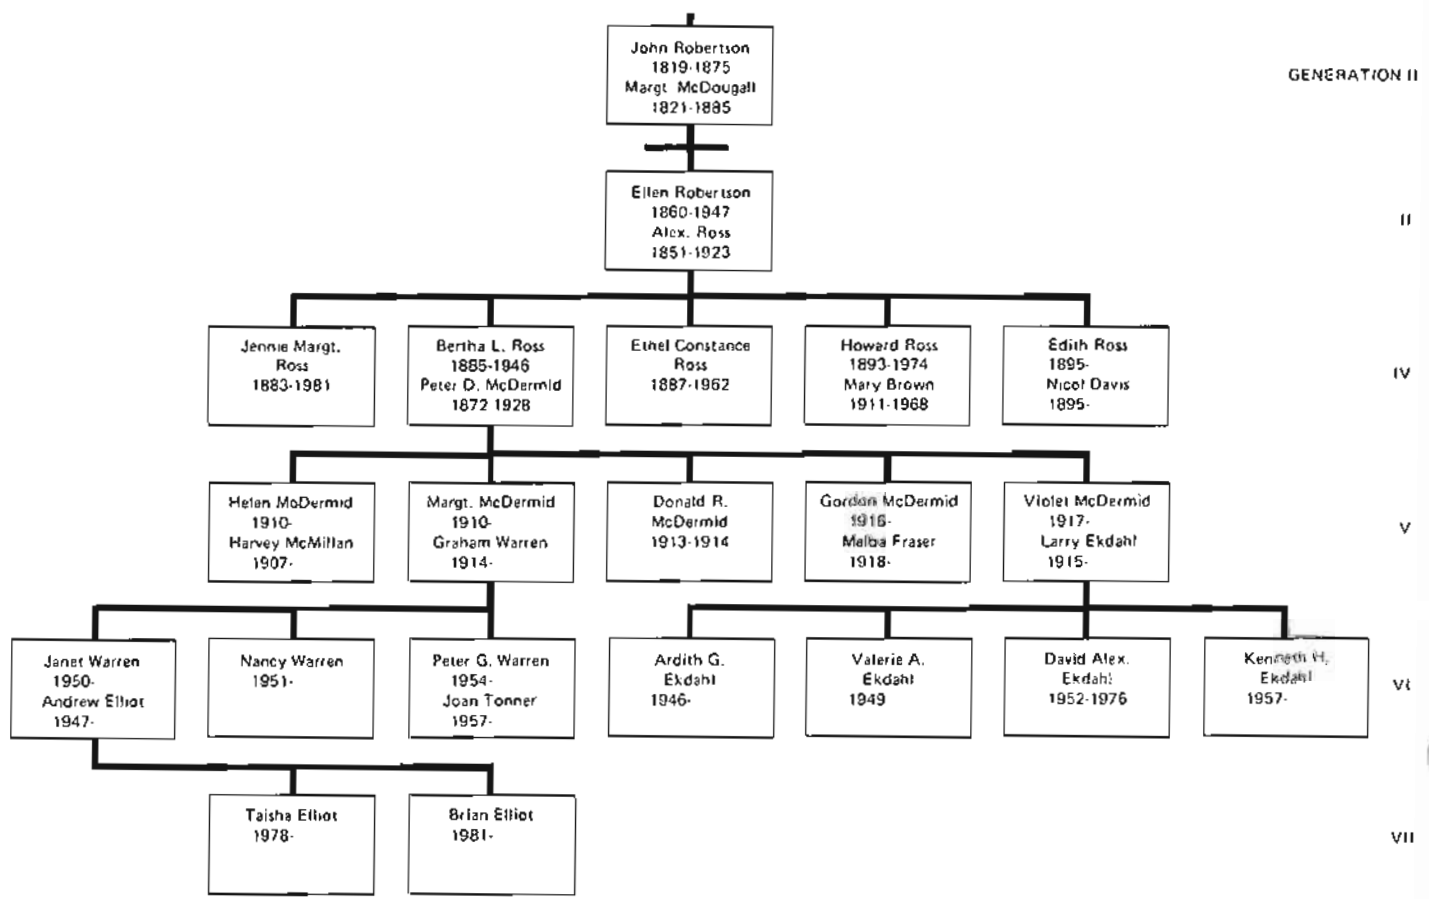 John Robertson
1819-1875
Margt. McDougall
1821-1885
GENERATION II
Ellen Robertson
1860-1947
Alex. Ross
1851-1923
II
Jennie Margt.
Ross
1883-1981
Bertha L. Ross
1885-1946
Peter D. McDermid
1872 1928
Ethel Constance
Ross
1887-1962
Howard Ross
1893-1974
Mary Brown
1911-1968
Edith Ross
1895-
Nicol Davis
1895-
IV
Helen McDermid
1910-
Harvey McMillan
1907-
Margt. McDermid
1910-
Graham Warren
1914-
Donald R.
McDermid
1913-1914
Gordon McDermid
1916-
Melba Fraser
1918-
Violet McDermid
1917-
Larry Ekdahl
1915-
V
Janet Warren
1950-
Andrew Elliot
1947-
Nancy Warren
1951-
Peter G. Warren
1954-
Joan Tonner
1957-
Ardith G.
Ekdahl
1946-
Valerie A.
Ekdahl
1949
David Alex.
Ekdahl
1952-1976
Kenneth H.
Ekdahl
1957-
VI
Taisha Elliot
1978-
Brian Elliot
1981-
VII